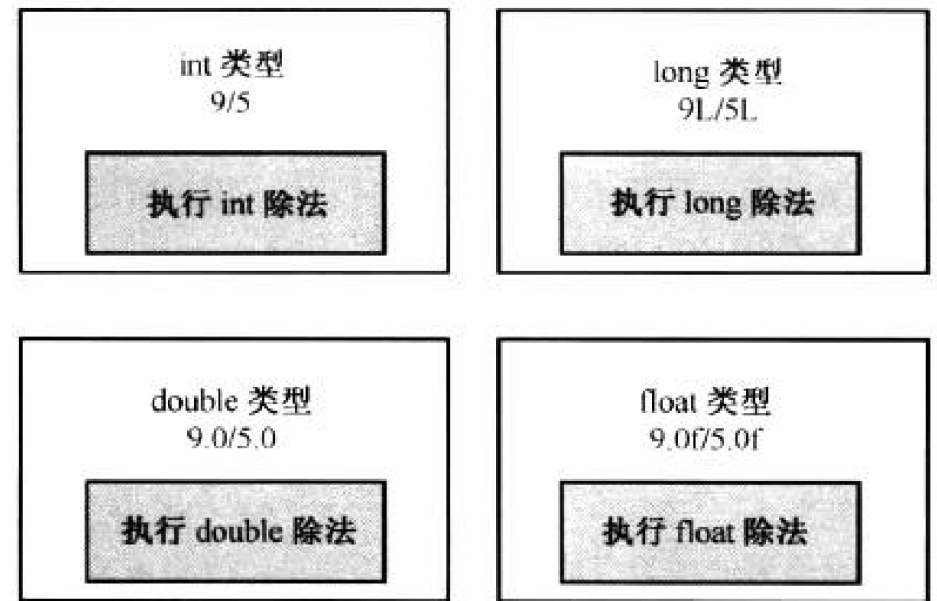 int 类型
9/5
执行 int 除法
long 类型
9L/5L
执行 long 除法
double 类型
9.0/5.0
执行 double 除法
float 类型
9.0f/5.0f
执行 float 除法